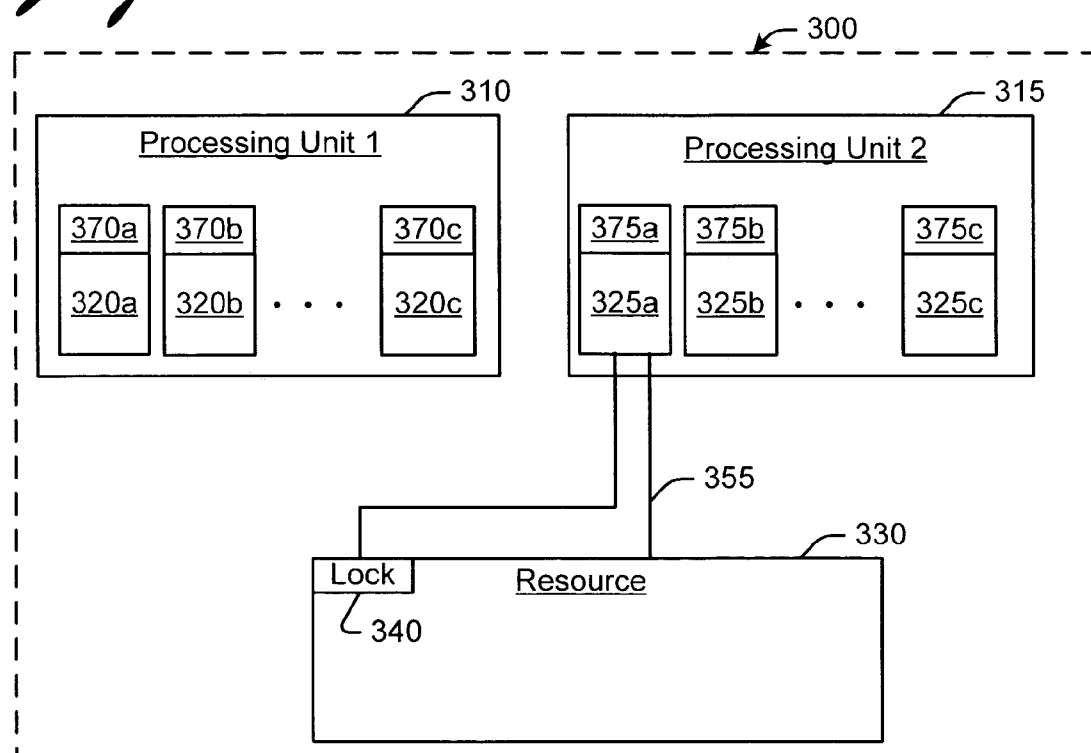 300
310
315
Processing Unit 1
Processing Unit 2
370a 370b 370c
375a 375b 375c
320a 320b . . . 320c
325a 325b . . . 325c
355
330
Lock
Resource
340